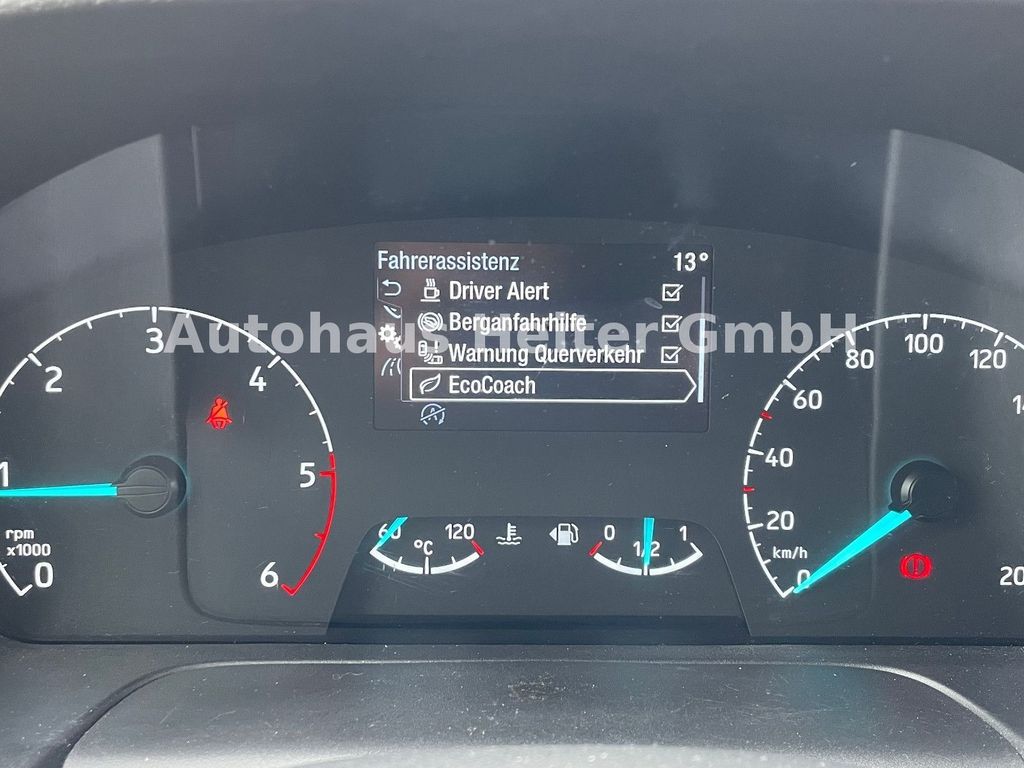 Fahrerassistenz 13°
Driver Alert
Berganfahrhilfe
Warnung Querverkehr
EcoCoach
Autohaus Heiter GmbH
0 1 2 3 4 5 6
rpm
x1000
60 120
°C
0 1/2 1
0 20 40 60 80 100 120
km/h
20